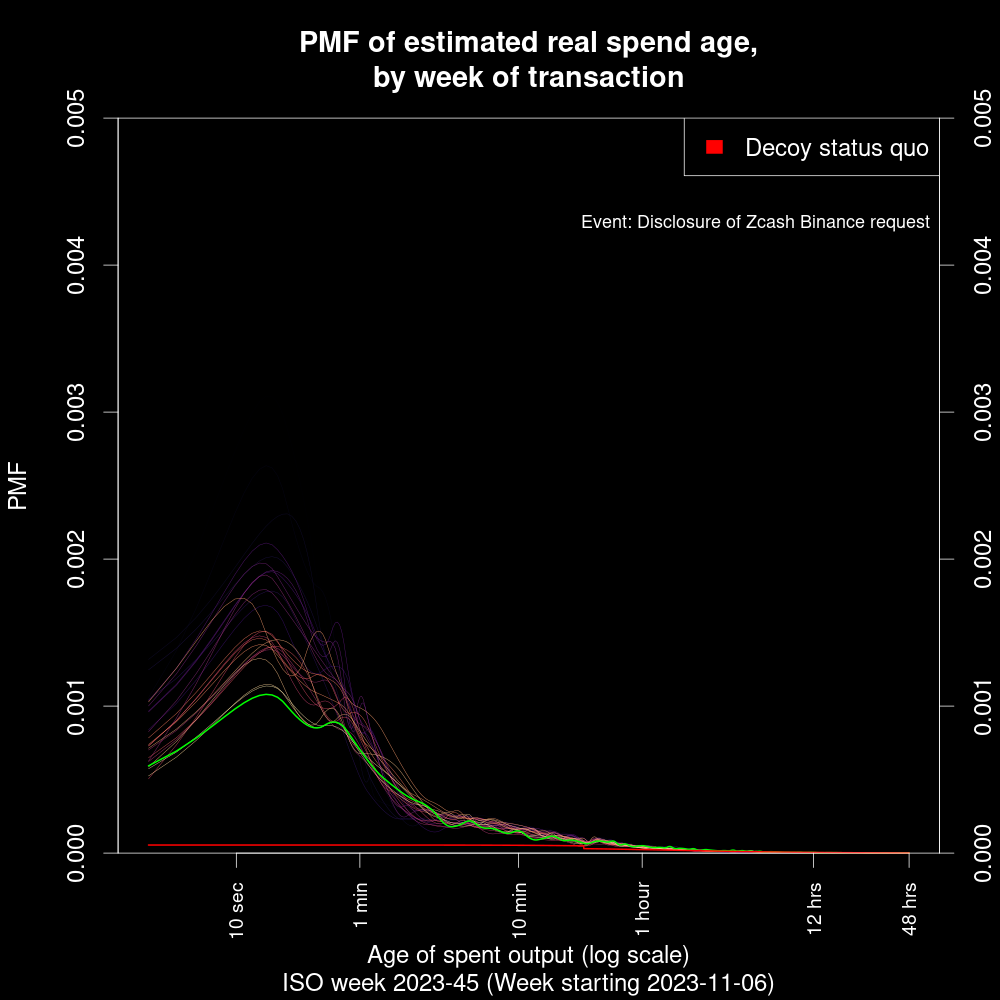 PMF of estimated real spend age,
by week of transaction
Decoy status quo
Event: Disclosure of Zcash Binance request
PMF
0.005
0.004
0.003
0.002
0.001
0.000
0.005
0.004
0.003
0.002
0.001
0.000
10 sec
1 min
10 min
1 hour
12 hrs
48 hrs
Age of spent output (log scale)
ISO week 2023-45 (Week starting 2023-11-06)